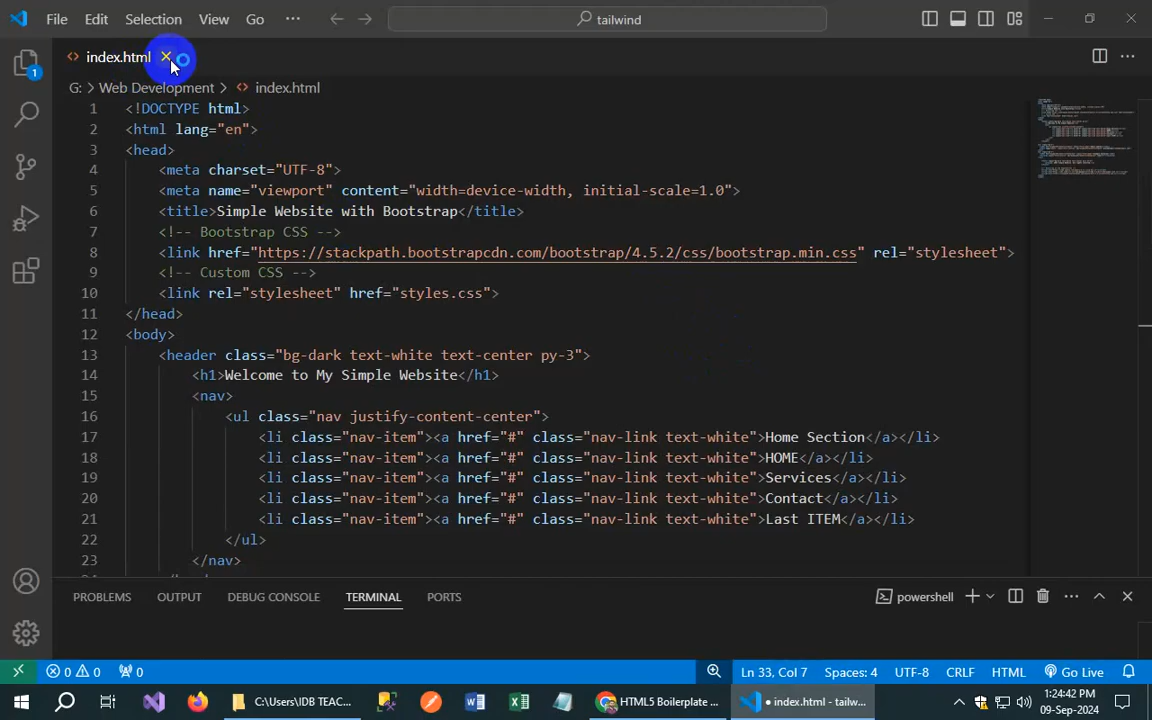 File Edit Selection View Go ··· tailwind
index.html
G: > Web Development > index.html
1 <!DOCTYPE html>
2 <html lang="en">
3 <head>
4 <meta charset="UTF-8">
5 <meta name="viewport" content="width=device-width, initial-scale=1.0">
6 <title>Simple Website with Bootstrap</title>
7 <!-- Bootstrap CSS -->
8 <link href="https://stackpath.bootstrapcdn.com/bootstrap/4.5.2/css/bootstrap.min.css" rel="stylesheet">
9 <!-- Custom CSS -->
10 <link rel="stylesheet" href="styles.css">
11 </head>
12 <body>
13 <header class="bg-dark text-white text-center py-3">
14 <h1>Welcome to My Simple Website</h1>
15 <nav>
16 <ul class="nav justify-content-center">
17 <li class="nav-item"><a href="#" class="nav-link text-white">Home Section</a></li>
18 <li class="nav-item"><a href="#" class="nav-link text-white">HOME</a></li>
19 <li class="nav-item"><a href="#" class="nav-link text-white">Services</a></li>
20 <li class="nav-item"><a href="#" class="nav-link text-white">Contact</a></li>
21 <li class="nav-item"><a href="#" class="nav-link text-white">Last ITEM</a></li>
22 </ul>
23 </nav>
PROBLEMS OUTPUT DEBUG CONSOLE TERMINAL PORTS powershell
0 0 0 Ln 33, Col 7 Spaces: 4 UTF-8 CRLF HTML Go Live
C:\Users\IDB TEAC... HTML5 Boilerplate ... ● index.html - tailw... 1:24:42 PM
09-Sep-2024